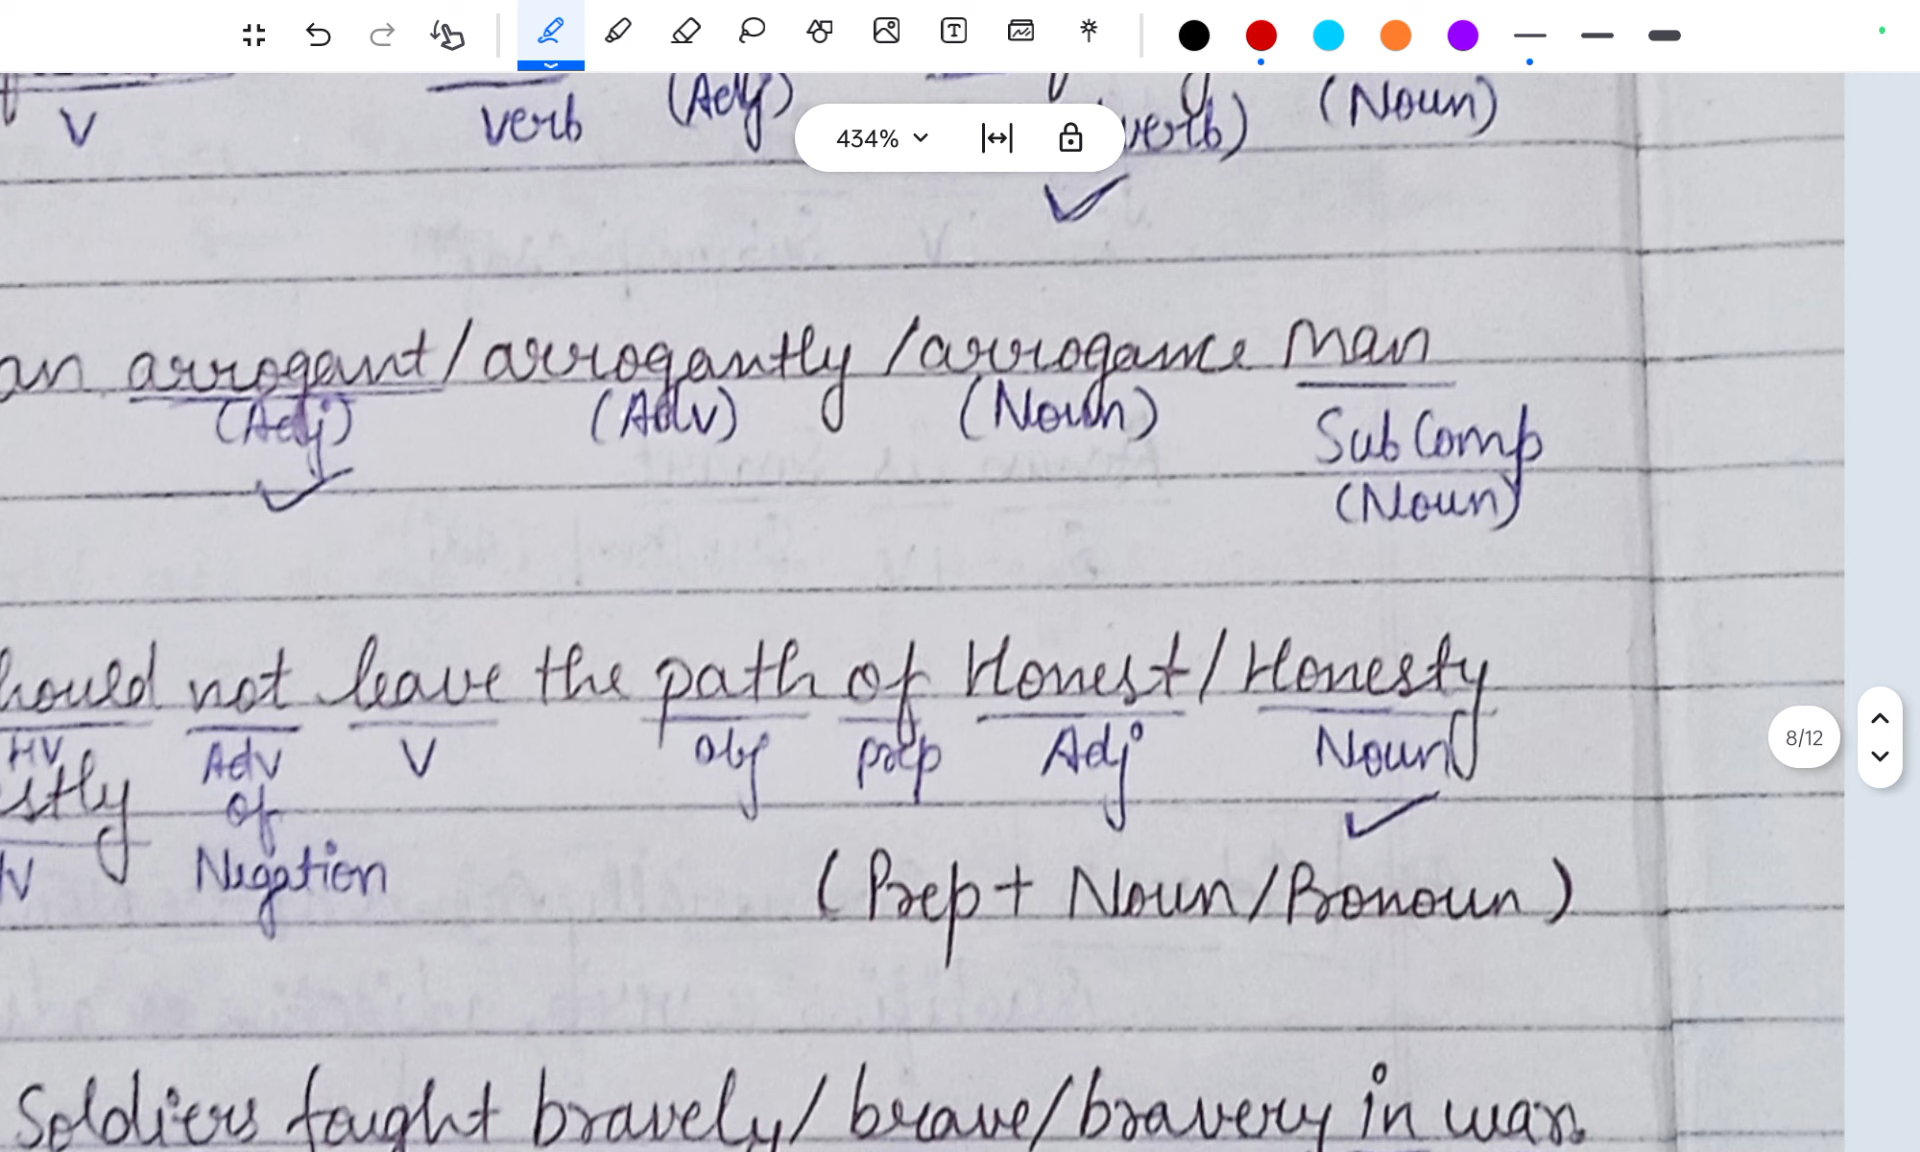 434%
V verb (Adj) verb) (Noun)
an arrogant/arrogantly/arrogance man
(Adj) (Adv) (Noun) Sub Comp
(Noun)
hould not leave the path of Honest/Honesty
HV Adv V obj prep Adj Noun
stly of
V Negation
(Prep + Noun/Pronoun)
8/12
Soldiers fought bravely/ brave/bravery in war.